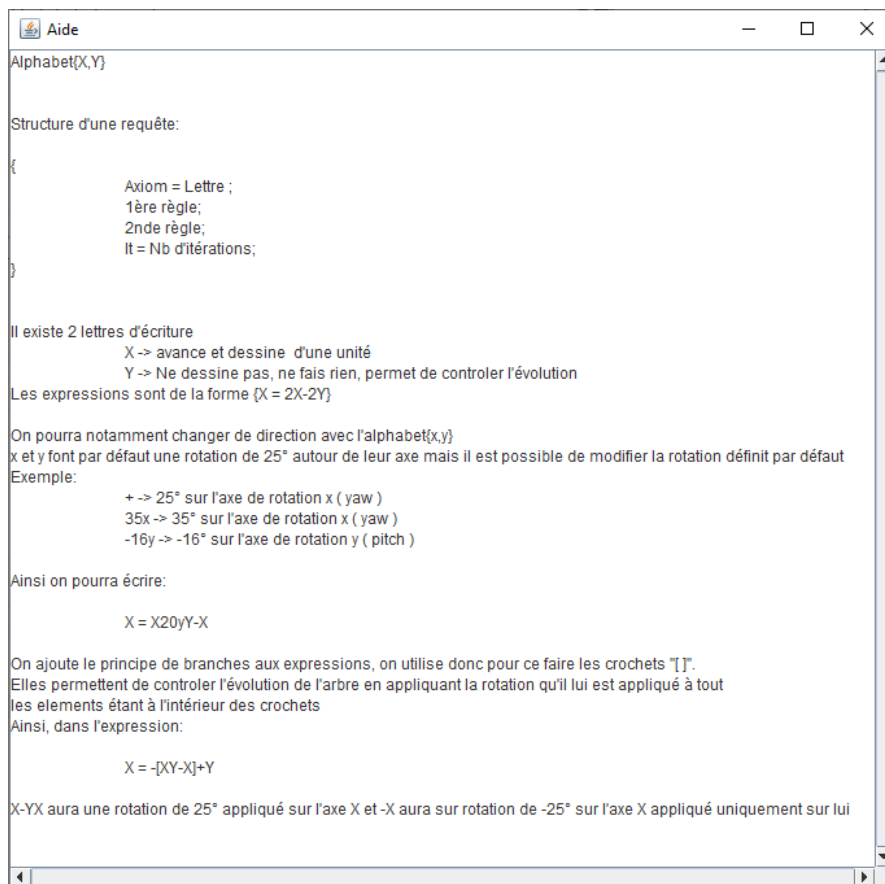 Aide
Alphabet{X,Y}
Structure d'une requête:
{
Axiom = Lettre ;
1ère règle;
2nde règle;
It = Nb d'itérations;
}
Il existe 2 lettres d'écriture
X -> avance et dessine  d'une unité
Y -> Ne dessine pas, ne fais rien, permet de controler l'évolution
Les expressions sont de la forme {X = 2X-2Y}
On pourra notamment changer de direction avec l'alphabet{x,y}
x et y font par défaut une rotation de 25° autour de leur axe mais il est possible de modifier la rotation définit par défaut
Exemple:
+ -> 25° sur l'axe de rotation x ( yaw )
35x -> 35° sur l'axe de rotation x ( yaw )
-16y -> -16° sur l'axe de rotation y ( pitch )
Ainsi on pourra écrire:
X = X20yY-X
On ajoute le principe de branches aux expressions, on utilise donc pour ce faire les crochets "[ ]".
Elles permettent de controler l'évolution de l'arbre en appliquant la rotation qu'il lui est appliqué à tout
les elements étant à l'intérieur des crochets
Ainsi, dans l'expression:
X = -[XY-X]+Y
X-YX aura une rotation de 25° appliqué sur l'axe X et -X aura sur rotation de -25° sur l'axe X appliqué uniquement sur lui